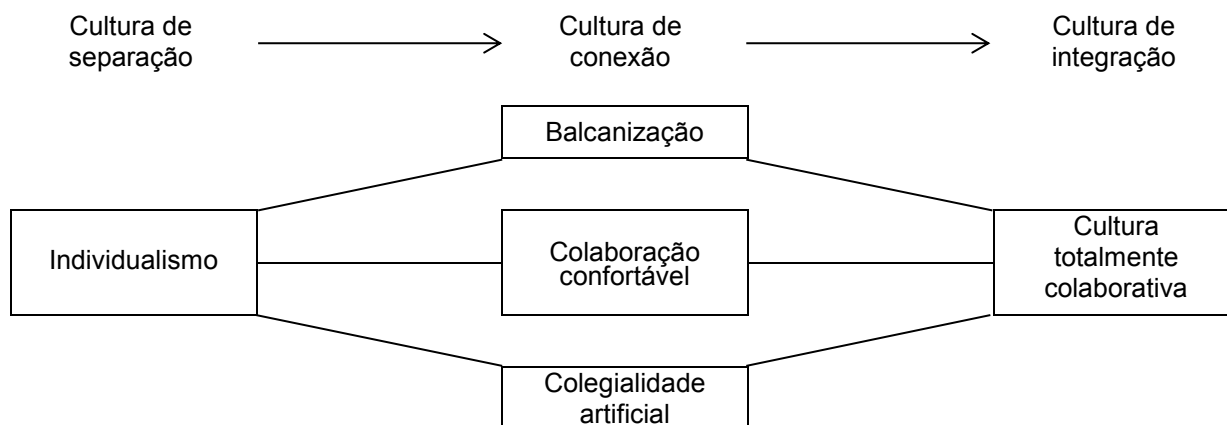 Cultura de
separação
Cultura de
conexão
Cultura de
integração
Balcanização
Individualismo
Colaboração
confortável
Cultura
totalmente
colaborativa
Colegialidade
artificial